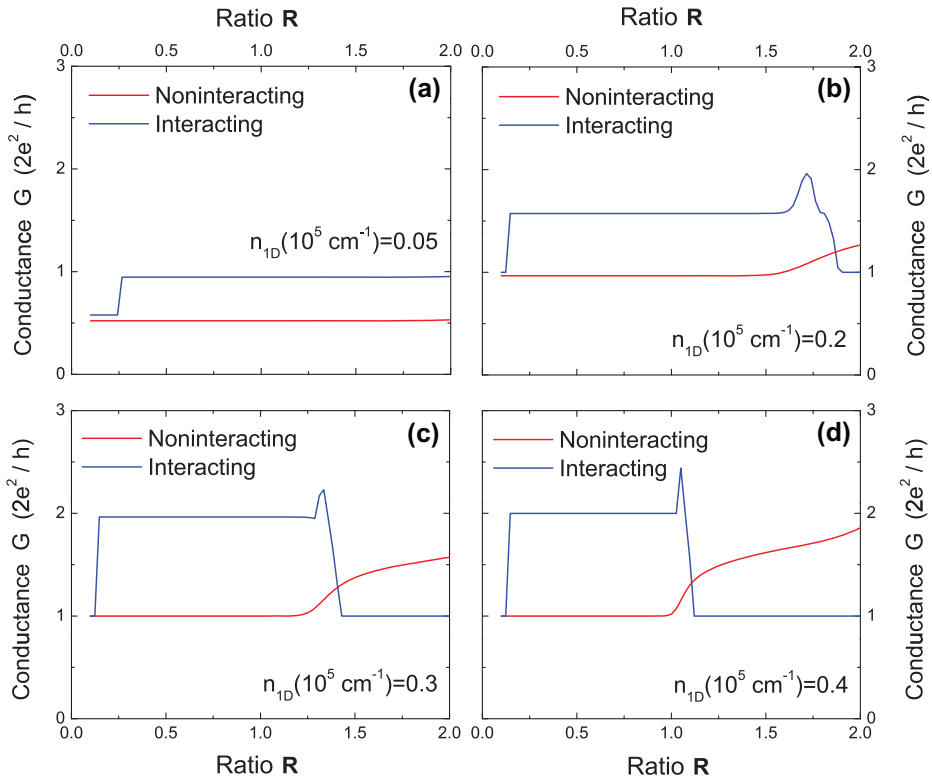 Ratio R
Ratio R
0.0 0.5 1.0 1.5 2.0
0.0 0.5 1.0 1.5 2.0
3
2
1
0
Conductance G (2e² / h)
Noninteracting
Interacting
(a)
n₁D(10⁵ cm⁻¹)=0.05
Noninteracting
Interacting
(b)
n₁D(10⁵ cm⁻¹)=0.2
3
2
1
0
Conductance G (2e² / h)
3
2
1
0
Conductance G (2e² / h)
Noninteracting
Interacting
(c)
n₁D(10⁵ cm⁻¹)=0.3
0.0 0.5 1.0 1.5 2.0
Ratio R
Noninteracting
Interacting
(d)
n₁D(10⁵ cm⁻¹)=0.4
3
2
1
0
Conductance G (2e² / h)
0.0 0.5 1.0 1.5 2.0
Ratio R